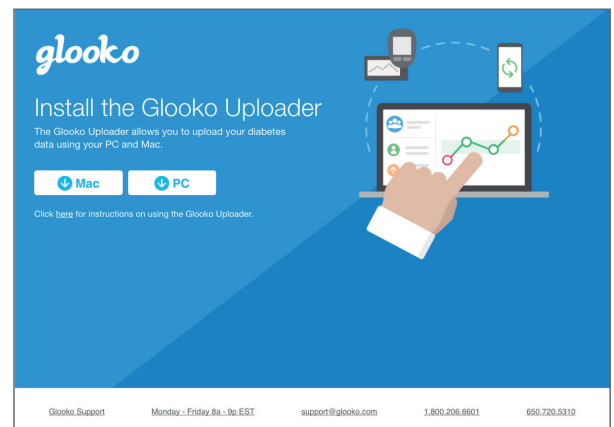 glooko
Install the Glooko Uploader
The Glooko Uploader allows you to upload your diabetes
data using your PC and Mac.
Mac
PC
Click here for instructions on using the Glooko Uploader.
Glooko Support
Monday - Friday 8a - 9p EST
support@glooko.com
1.800.206.6601
650.720.5310